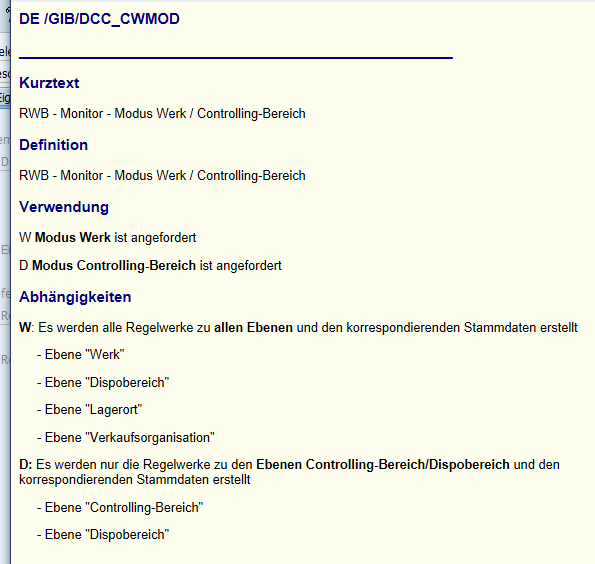 DE /GIB/DCC_CWMOD
Kurztext
RWB - Monitor - Modus Werk / Controlling-Bereich
Definition
RWB - Monitor - Modus Werk / Controlling-Bereich
Verwendung
W Modus Werk ist angefordert
D Modus Controlling-Bereich ist angefordert
Abhängigkeiten
W: Es werden alle Regelwerke zu allen Ebenen und den korrespondierenden Stammdaten erstellt
- Ebene "Werk"
- Ebene "Dispobereich"
- Ebene "Lagerort"
- Ebene "Verkaufsorganisation"
D: Es werden nur die Regelwerke zu den Ebenen Controlling-Bereich/Dispobereich und den
korrespondierenden Stammdaten erstellt
- Ebene "Controlling-Bereich"
- Ebene "Dispobereich"